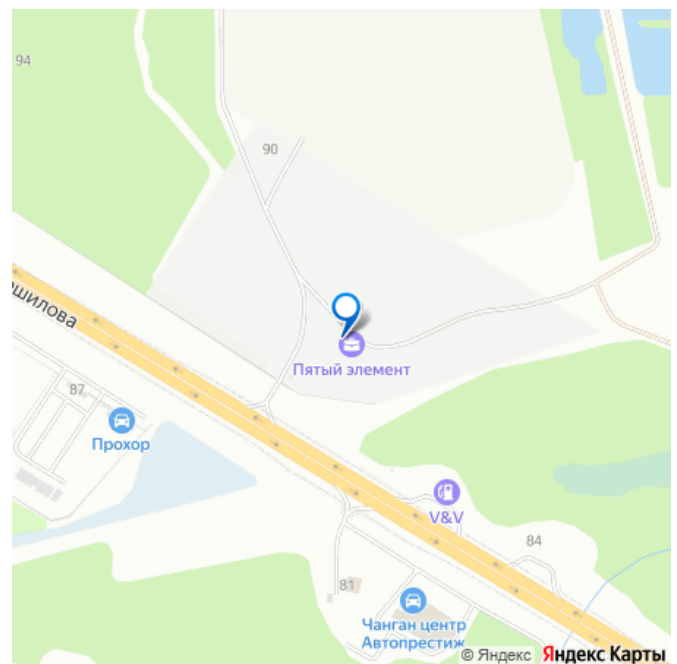 94
90
шилова
Пятый элемент
87
Прохор
V&V
84
81
Чанган центр
Автопрестиж
© Яндекс Яндекс Карты